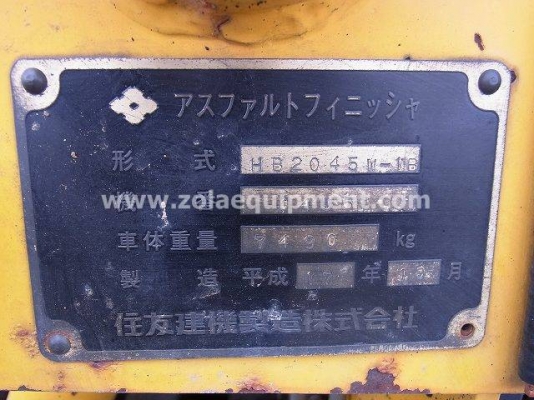 アスファルトフィニッシャ
形 式 HB2045W-1B
機 番
www.zolaequipment.com
車体重量 kg
製 造 平成 年 月
住友建機製造株式会社